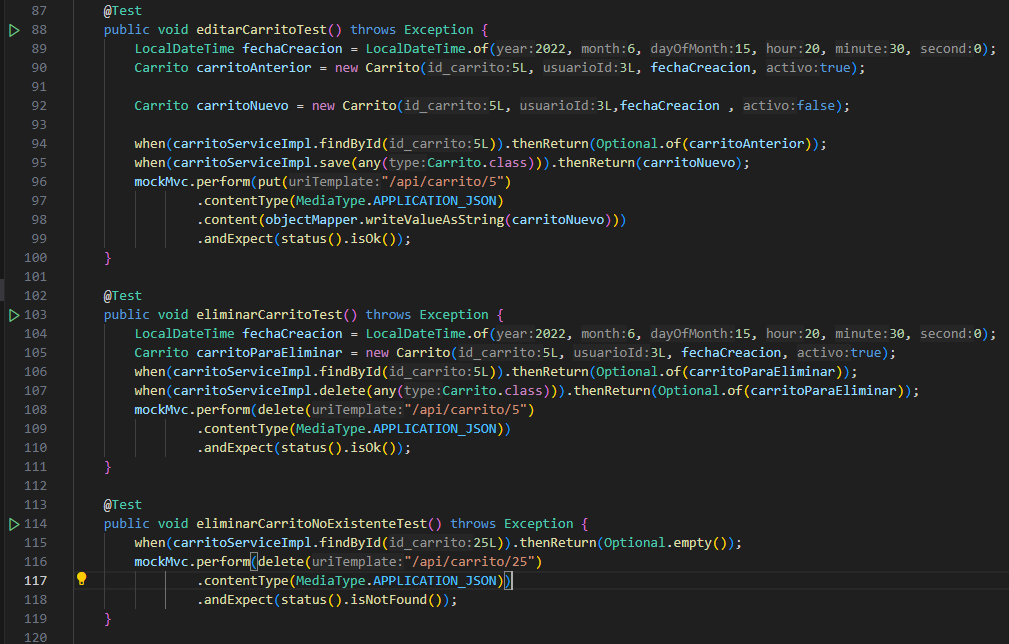 87 @Test
88 public void editarCarritoTest() throws Exception {
89 LocalDateTime fechaCreacion = LocalDateTime.of(year:2022, month:6, dayOfMonth:15, hour:20, minute:30, second:0);
90 Carrito carritoAnterior = new Carrito(id_carrito:5L, usuarioId:3L, fechaCreacion, activo:true);
91
92 Carrito carritoNuevo = new Carrito(id_carrito:5L, usuarioId:3L,fechaCreacion , activo:false);
93
94 when(carritoServiceImpl.findById(id_carrito:5L)).thenReturn(Optional.of(carritoAnterior));
95 when(carritoServiceImpl.save(any(type:Carrito.class))).thenReturn(carritoNuevo);
96 mockMvc.perform(put(uriTemplate:"/api/carrito/5")
97 .contentType(MediaType.APPLICATION_JSON)
98 .content(objectMapper.writeValueAsString(carritoNuevo)))
99 .andExpect(status().isOk());
100 }
101
102 @Test
103 public void eliminarCarritoTest() throws Exception {
104 LocalDateTime fechaCreacion = LocalDateTime.of(year:2022, month:6, dayOfMonth:15, hour:20, minute:30, second:0);
105 Carrito carritoParaEliminar = new Carrito(id_carrito:5L, usuarioId:3L, fechaCreacion, activo:true);
106 when(carritoServiceImpl.findById(id_carrito:5L)).thenReturn(Optional.of(carritoParaEliminar));
107 when(carritoServiceImpl.delete(any(type:Carrito.class))).thenReturn(Optional.of(carritoParaEliminar));
108 mockMvc.perform(delete(uriTemplate:"/api/carrito/5")
109 .contentType(MediaType.APPLICATION_JSON))
110 .andExpect(status().isOk());
111 }
112
113 @Test
114 public void eliminarCarritoNoExistenteTest() throws Exception {
115 when(carritoServiceImpl.findById(id_carrito:25L)).thenReturn(Optional.empty());
116 mockMvc.perform(delete(uriTemplate:"/api/carrito/25")
117 .contentType(MediaType.APPLICATION_JSON))
118 .andExpect(status().isNotFound());
119 }
120